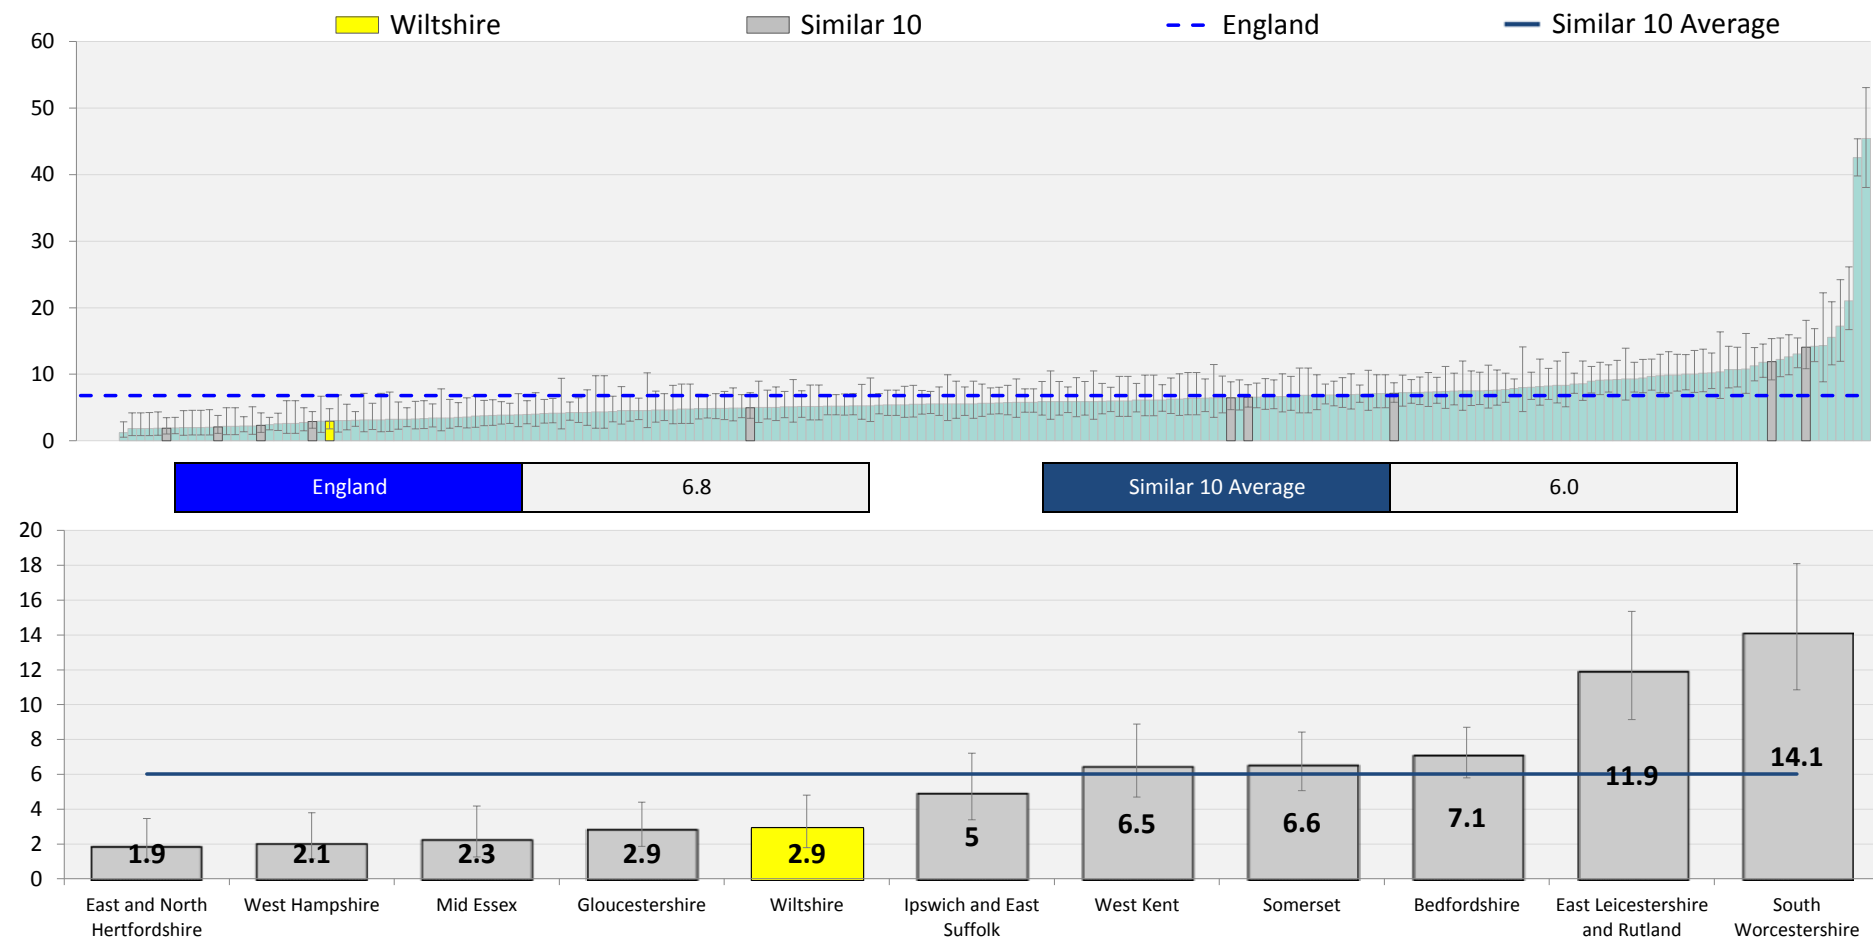 Wiltshire
Similar 10
England
Similar 10 Average
60
50
40
30
20
10
0
England
6.8
Similar 10 Average
6.0
20
18
16
14
12
10
8
6
4
2
0
1.9
2.1
2.3
2.9
2.9
5
6.5
6.6
7.1
11.9
14.1
East and North
Hertfordshire
West Hampshire
Mid Essex
Gloucestershire
Wiltshire
Ipswich and East
Suffolk
West Kent
Somerset
Bedfordshire
East Leicestershire
and Rutland
South
Worcestershire